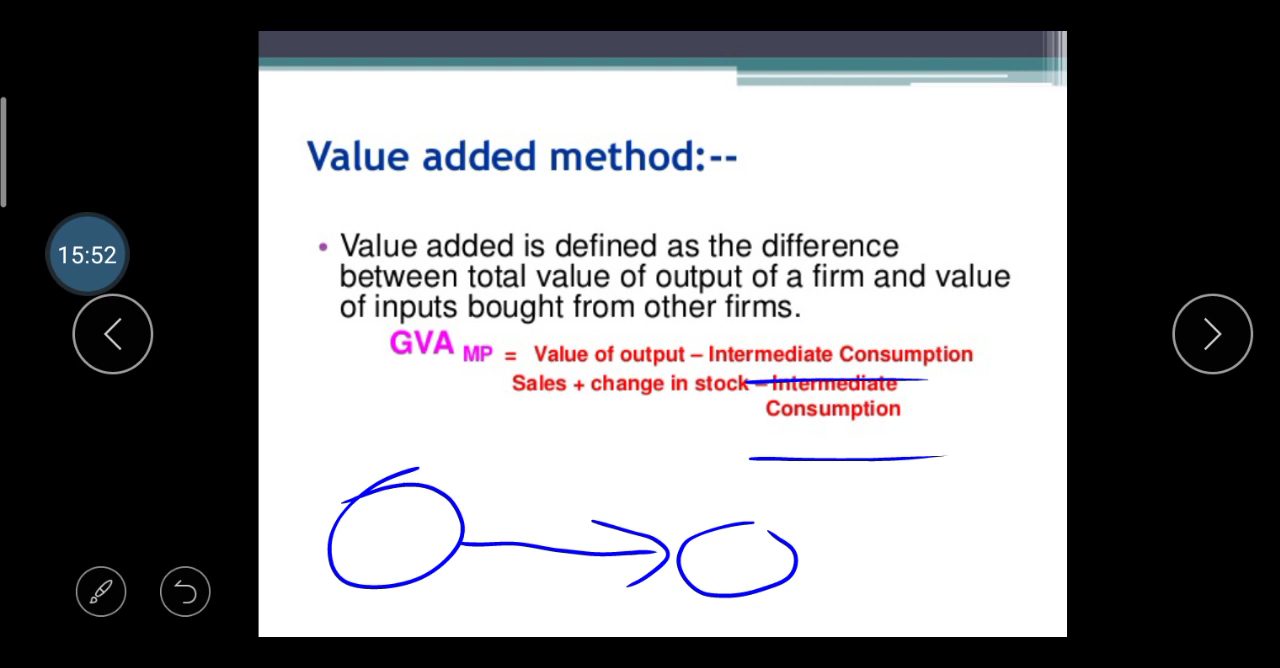 Value added method:--
15:52
• Value added is defined as the difference
between total value of output of a firm and value
of inputs bought from other firms.
GVA MP = Value of output – Intermediate Consumption
Sales + change in stock – Intermediate
Consumption